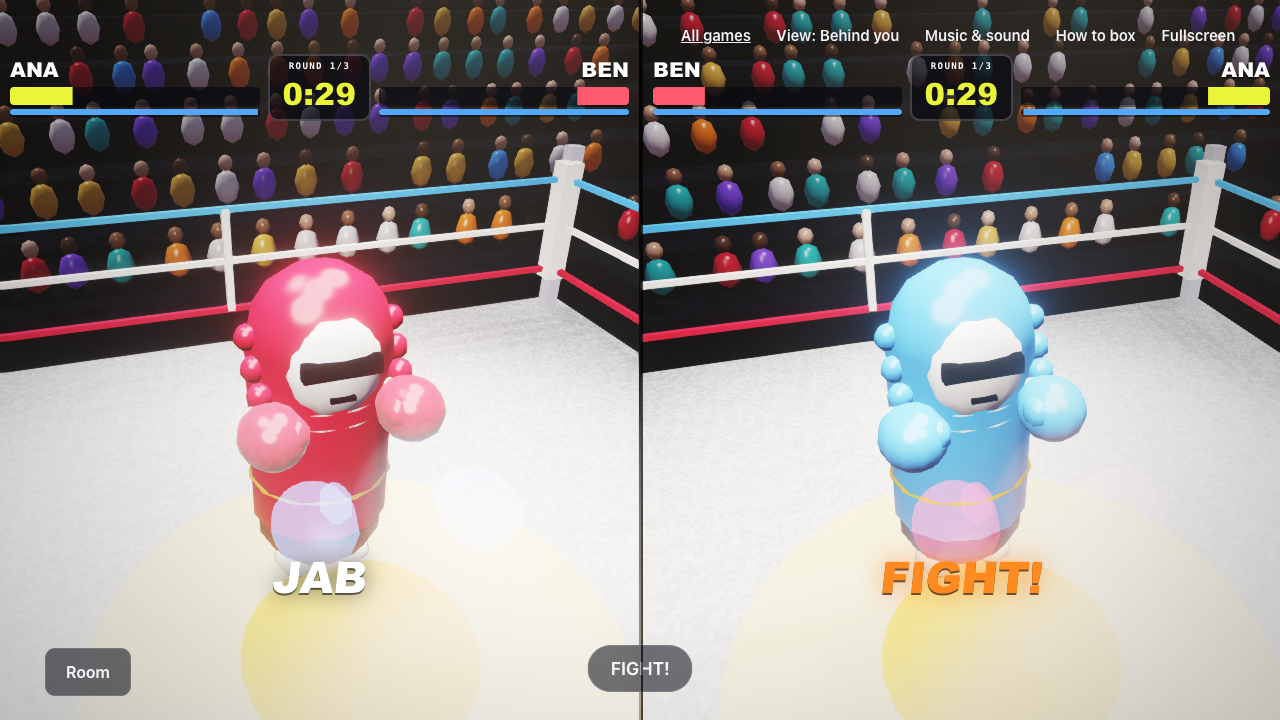 All games View: Behind you Music & sound How to box Fullscreen
ANA ROUND 1/3 BEN
0:29
BEN ROUND 1/3 ANA
0:29
JAB
FIGHT!
Room
FIGHT!